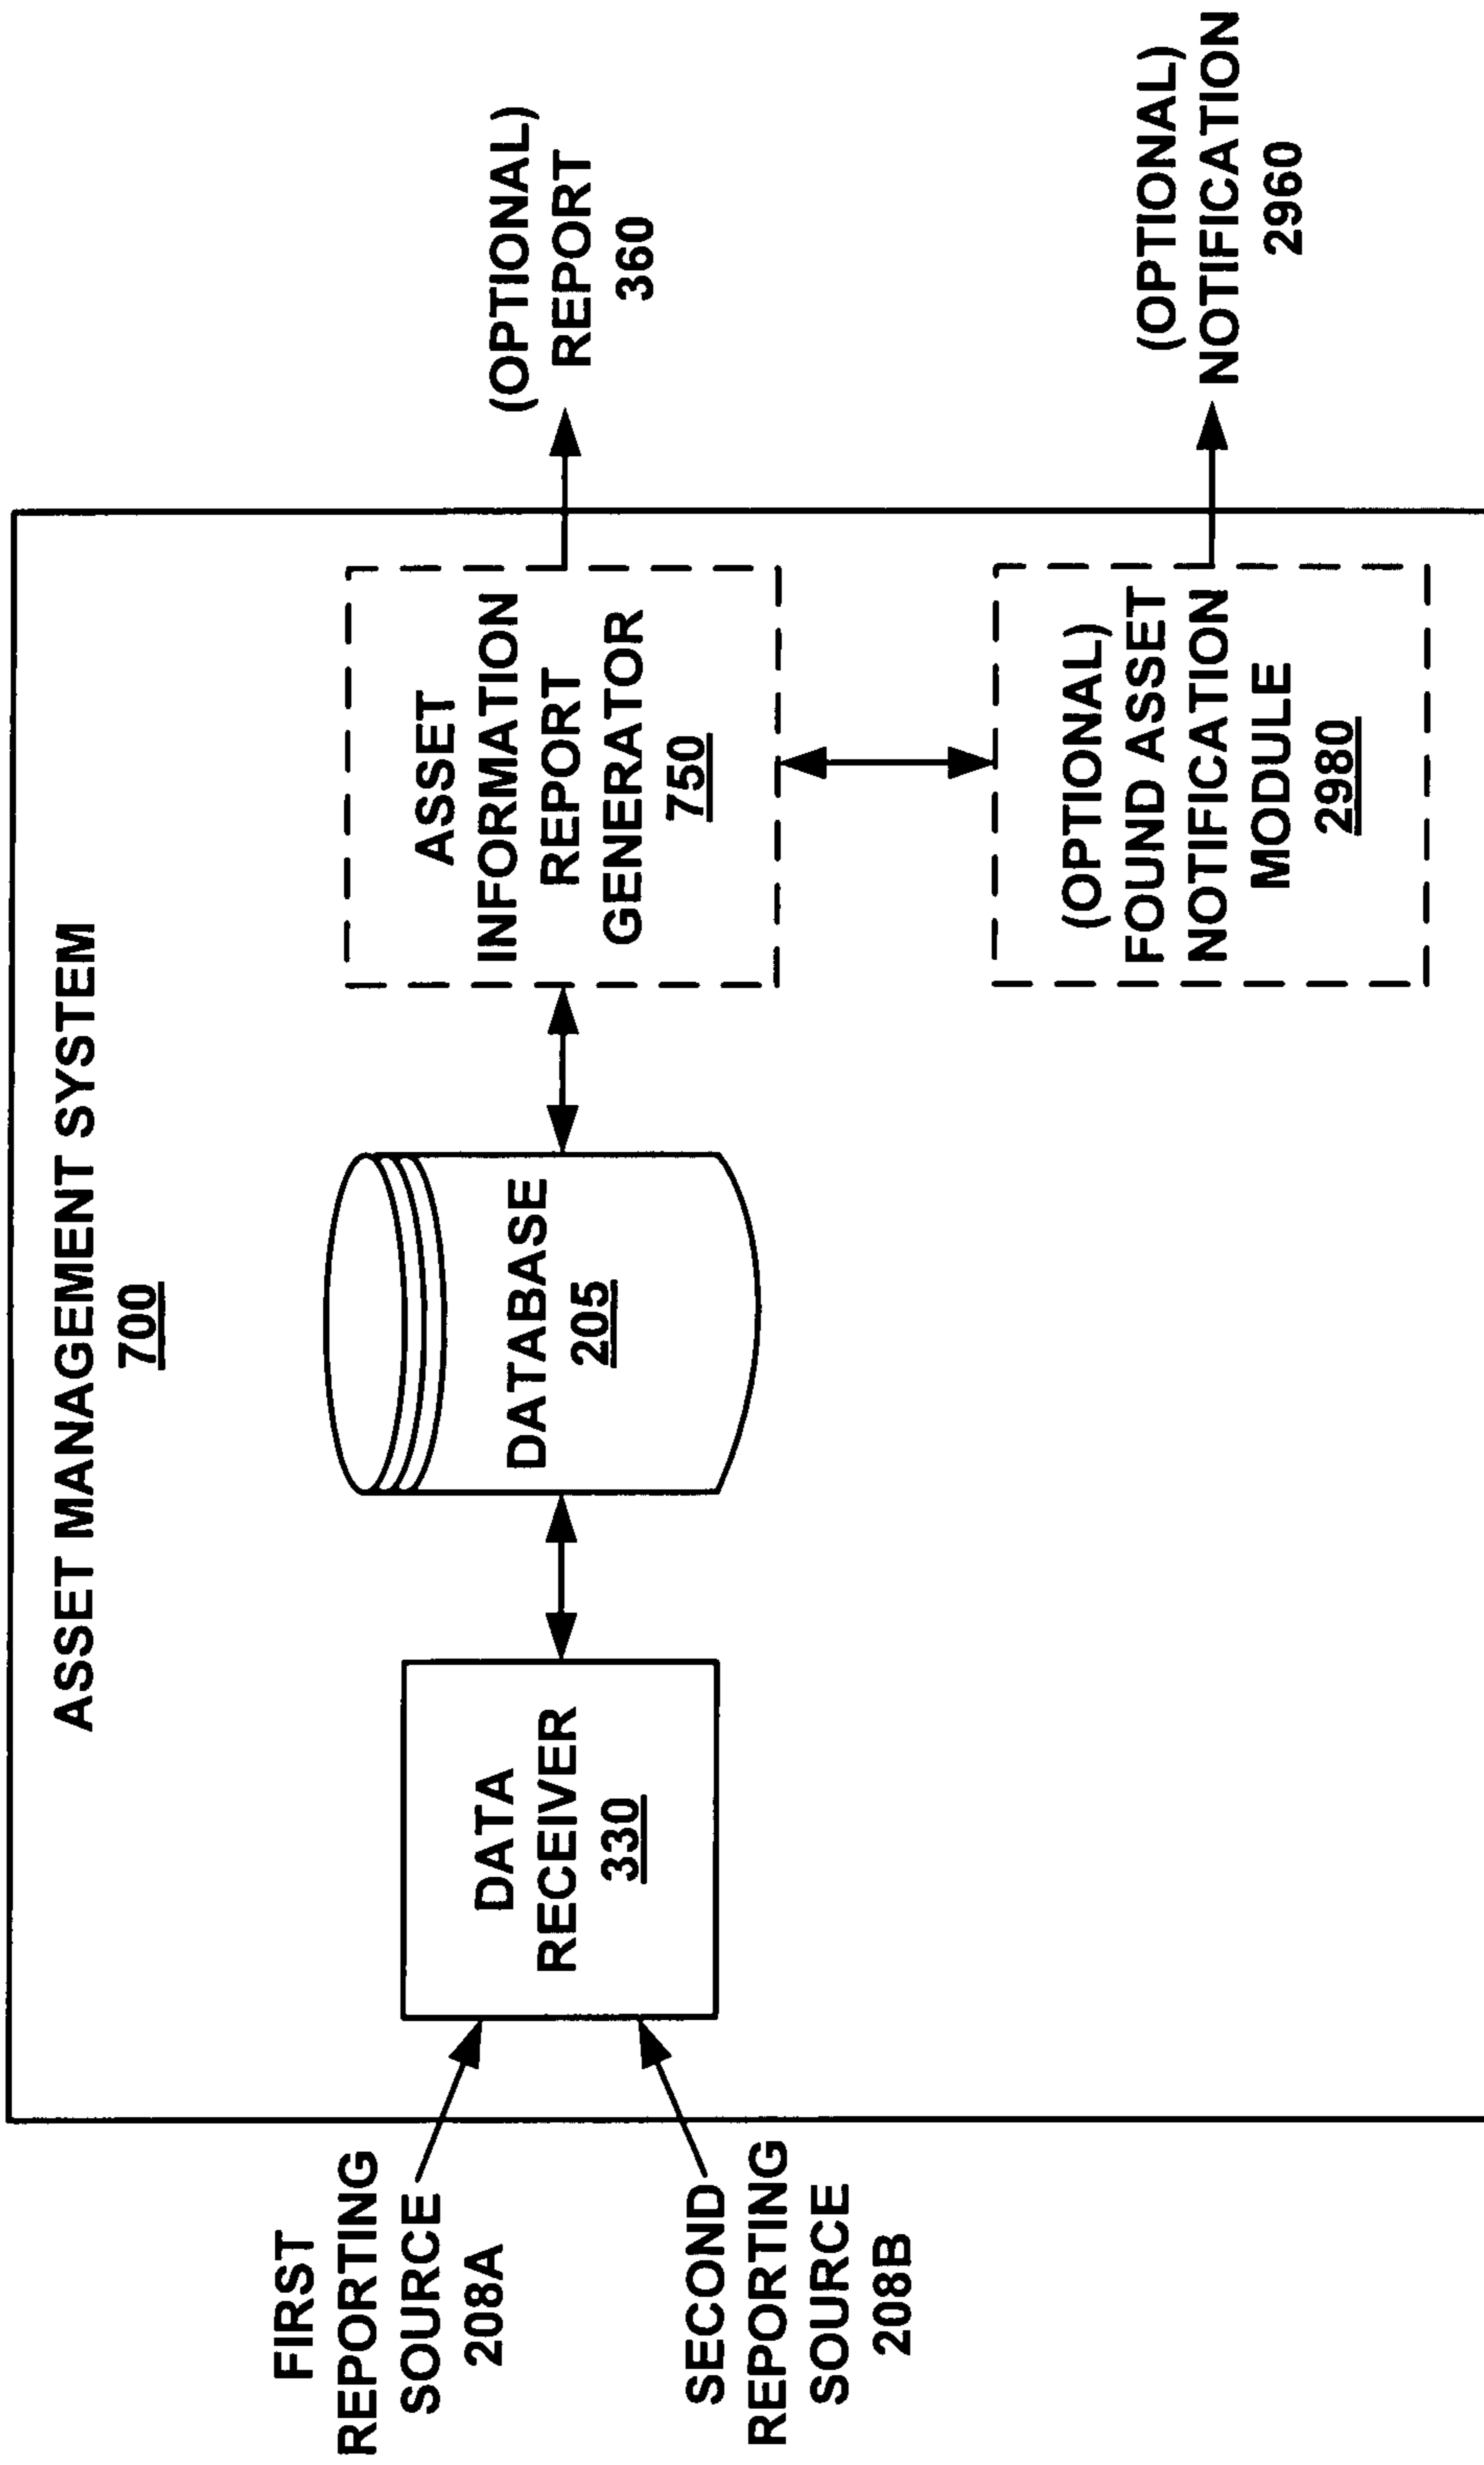 ASSET MANAGEMENT SYSTEM
700
FIRST
REPORTING
SOURCE
208A
SECOND
REPORTING
SOURCE
208B
DATA
RECEIVER
330
DATABASE
205
ASSET
INFORMATION
REPORT
GENERATOR
750
(OPTIONAL)
REPORT
360
(OPTIONAL)
FOUND ASSET
NOTIFICATION
MODULE
2980
(OPTIONAL)
NOTIFICATION
2960